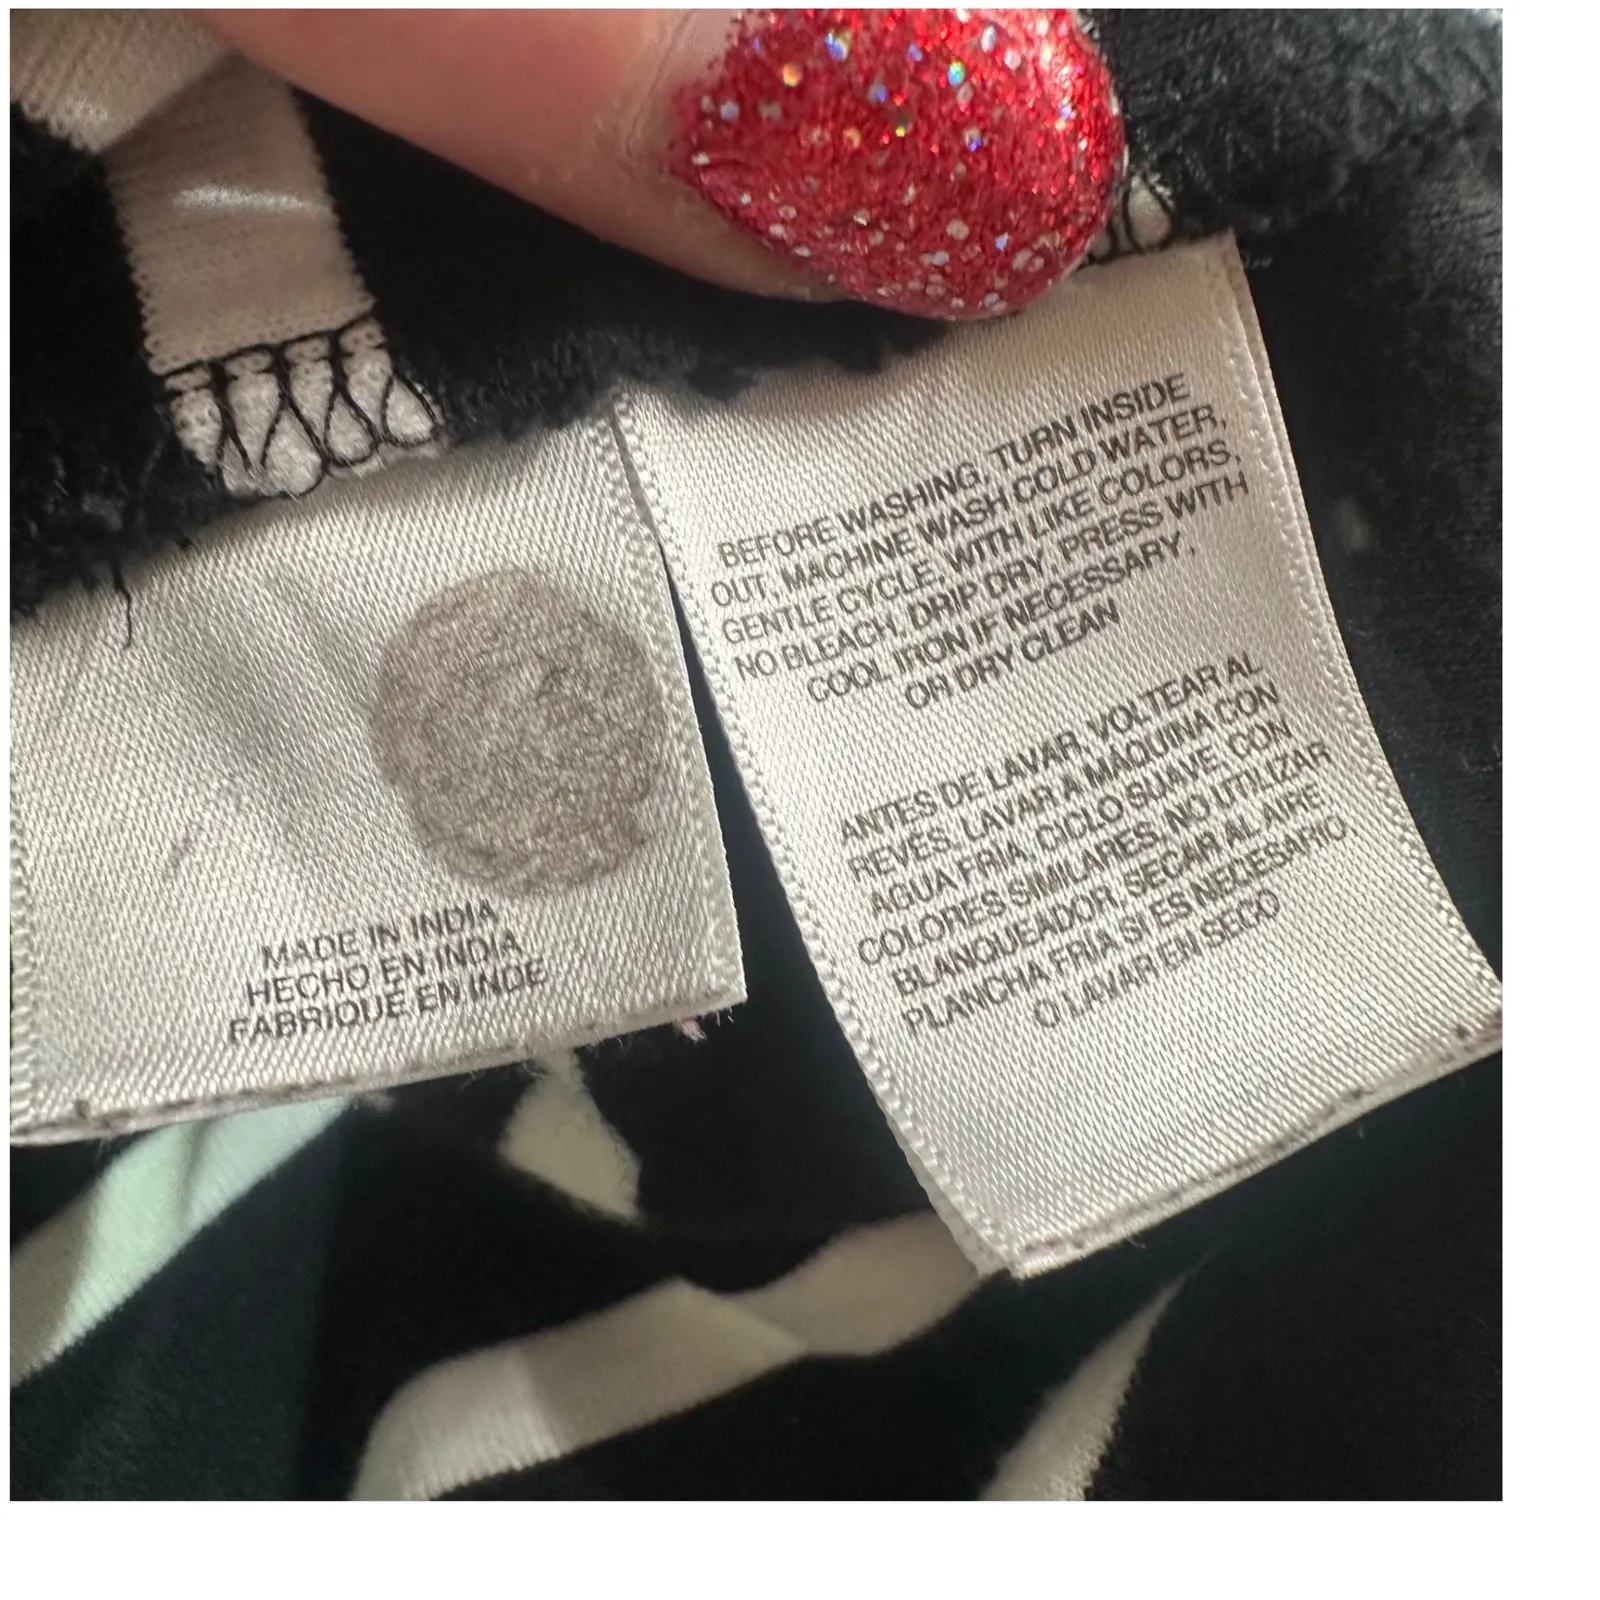 MADE IN INDIA
HECHO EN INDIA
FABRIQUE EN INDE
BEFORE WASHING, TURN INSIDE
OUT, MACHINE WASH COLD WATER,
GENTLE CYCLE, WITH LIKE COLORS,
NO BLEACH, DRIP DRY, PRESS WITH
COOL IRON IF NECESSARY,
OR DRY CLEAN
ANTES DE LAVAR, VOLTEAR AL
REVES, LAVAR A MAQUINA CON
AGUA FRIA, CICLO SUAVE, CON
COLORES SIMILARES, NO UTILIZAR
BLANQUEADOR, SECAR AL AIRE
PLANCHA FRIA SI ES NECESARIO
O LAVAR EN SECO